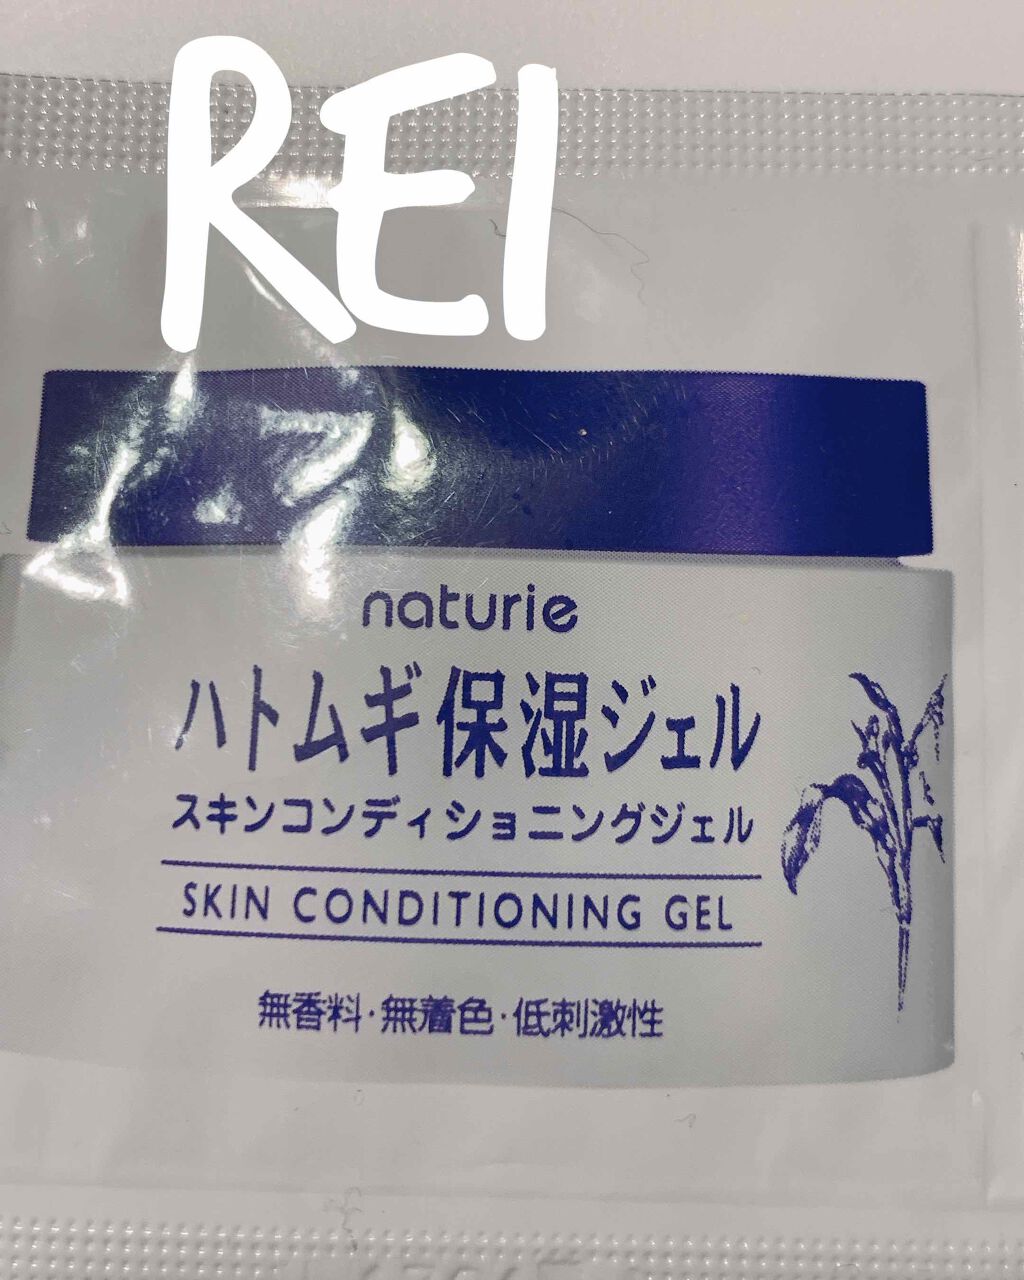 REI
naturie
ハトムギ保湿ジェル
スキンコンディショニングジェル
SKIN CONDITIONING GEL
無香料・無着色・低刺激性